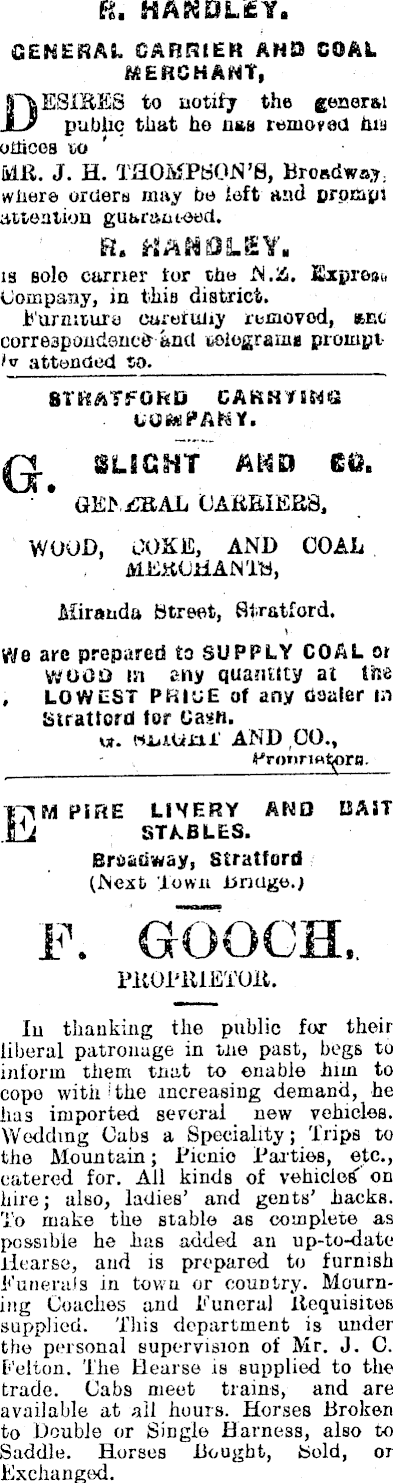 R. HANDLEY.
GENERAL CARRIER AND COAL
MERCHANT,
DESIRES to notify the general
public that he has removed his
offices to
MR. J. H. THOMPSON'S, Broadway,
where orders may be left and prompt
attention guaranteed.
R. HANDLEY.
is sole carrier for the N.Z. Express
Company, in this district.
Furniture carefully removed, and
correspondence and telograms prompt
ly attended to.
STRATFORD CARRYING
COMPANY.
G. SLIGHT AND CO.
GENERAL CARRIERS,
WOOD, COKE, AND COAL
MERCHANTS,
Miranda Street, Stratford.
We are prepared to SUPPLY COAL or
WOOD in any quantity at the
LOWEST PRICE of any dealer in
Stratford for Cash.
G. SLIGHT AND CO.,
Proprietors.
EMPIRE LIVERY AND BAIT
STABLES.
Broadway, Stratford
(Next Town Bridge.)
F. GOOCH,
PROPRIETOR.
In thanking the public for their
liberal patronage in the past, begs to
inform them that to enable him to
cope with the increasing demand, he
has imported several new vehicles.
Wedding Cabs a Speciality; Trips to
the Mountain; Picnic Parties, etc.,
catered for. All kinds of vehicles on
hire; also, ladies' and gents' hacks.
To make the stable as complete as
possible he has added an up-to-date
Hearse, and is prepared to furnish
Funerals in town or country. Mourn-
ing Coaches and Funeral Requisites
supplied. This department is under
the personal supervision of Mr. J. C.
Felton. The Hearse is supplied to the
trade. Cabs meet trains, and are
available at all hours. Horses Broken
to Double or Single Harness, also to
Saddle. Horses Bought, Sold, or
Exchanged.